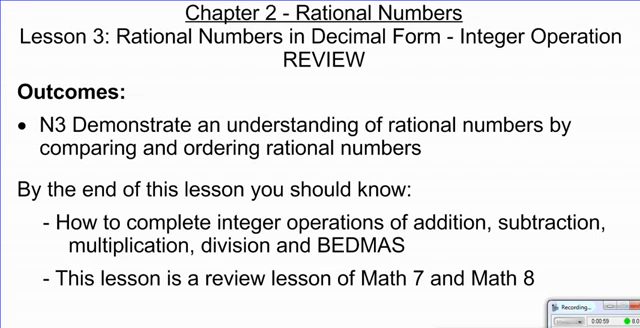 Chapter 2 - Rational Numbers
Lesson 3: Rational Numbers in Decimal Form - Integer Operation
REVIEW
Outcomes:
• N3 Demonstrate an understanding of rational numbers by
comparing and ordering rational numbers
By the end of this lesson you should know:
- How to complete integer operations of addition, subtraction,
multiplication, division and BEDMAS
- This lesson is a review lesson of Math 7 and Math 8
Recording...
0:00:59